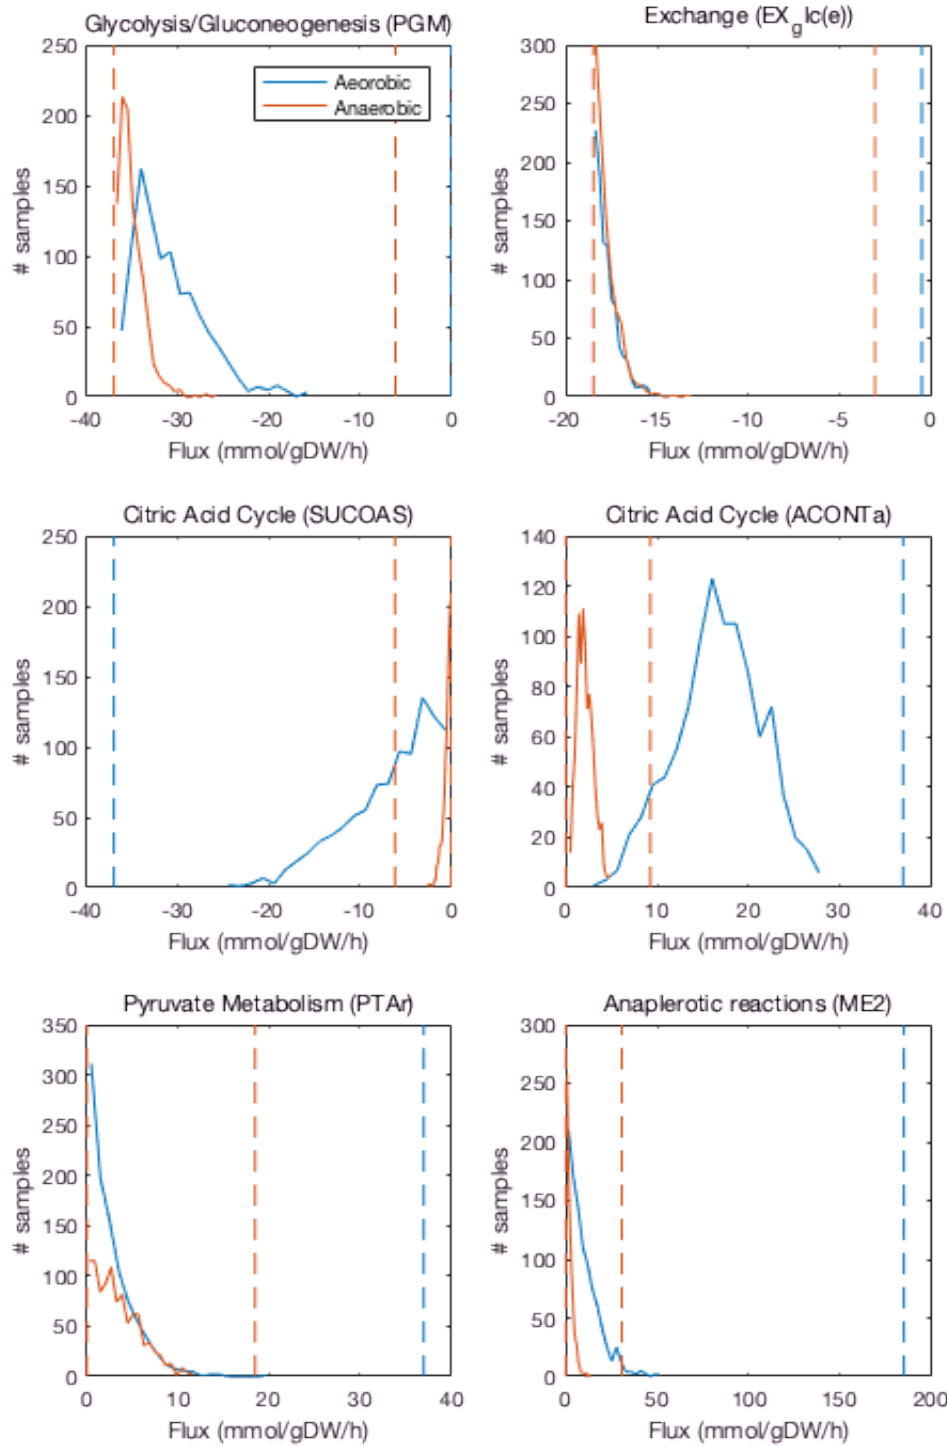 Glycolysis/Gluconeogenesis (PGM)
250
200
150
100
50
0
# samples
Aeorobic
Anaerobic
-40 -30 -20 -10 0
Flux (mmol/gDW/h)
Exchange (EX_glc(e))
300
250
200
150
100
50
0
# samples
-20 -15 -10 -5 0
Flux (mmol/gDW/h)
Citric Acid Cycle (SUCOAS)
250
200
150
100
50
0
# samples
-40 -30 -20 -10 0
Flux (mmol/gDW/h)
Citric Acid Cycle (ACONTa)
140
120
100
80
60
40
20
0
# samples
0 10 20 30 40
Flux (mmol/gDW/h)
Pyruvate Metabolism (PTAr)
350
300
250
200
150
100
50
0
# samples
0 10 20 30 40
Flux (mmol/gDW/h)
Anaplerotic reactions (ME2)
300
250
200
150
100
50
0
# samples
0 50 100 150 200
Flux (mmol/gDW/h)